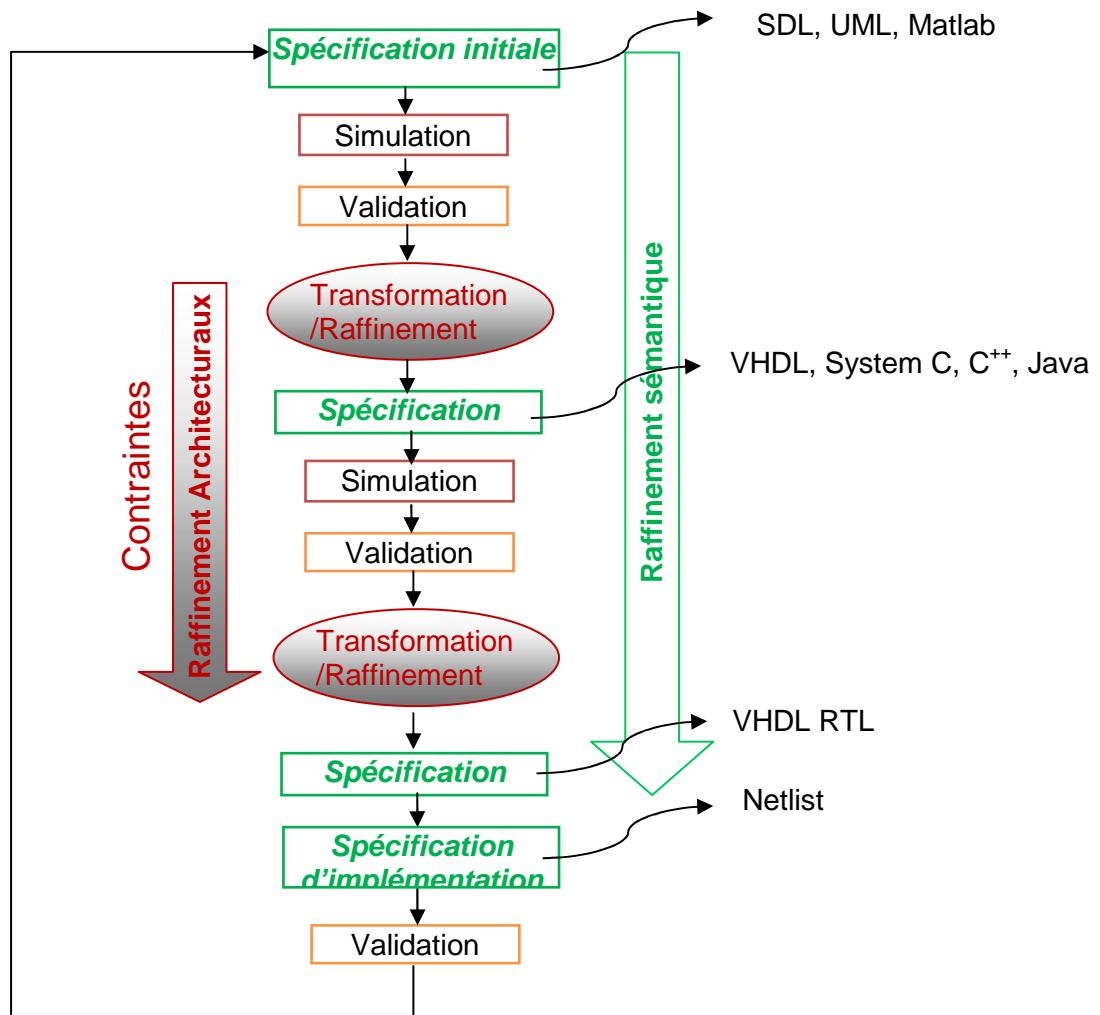 SDL, UML, Matlab
Spécification initiale
Simulation
Validation
Transformation
/Raffinement
Contraintes
Raffinement Architecturaux
Raffinement sémantique
VHDL, System C, C++, Java
Spécification
Simulation
Validation
Transformation
/Raffinement
VHDL RTL
Spécification
Netlist
Spécification
d'implémentation
Validation